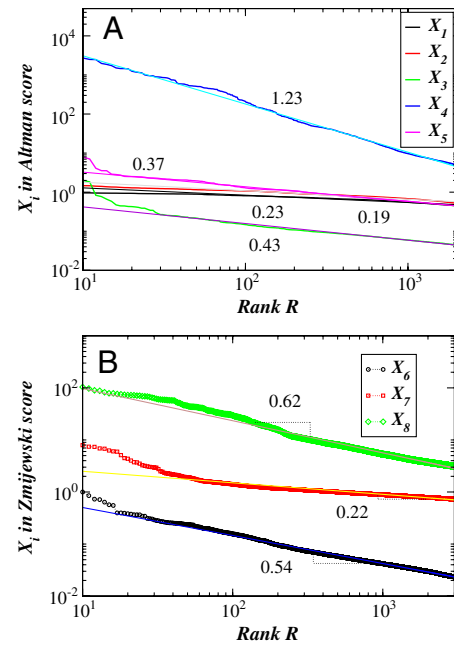 A
X_i in Altman score
10^4
10^2
10^0
10^-2
10^1
10^2
10^3
Rank R
1.23
0.37
0.23
0.19
0.43
X_1
X_2
X_3
X_4
X_5
B
X_i in Zmijewski score
10^2
10^0
10^-2
10^1
10^2
10^3
Rank R
0.62
0.22
0.54
X_6
X_7
X_8